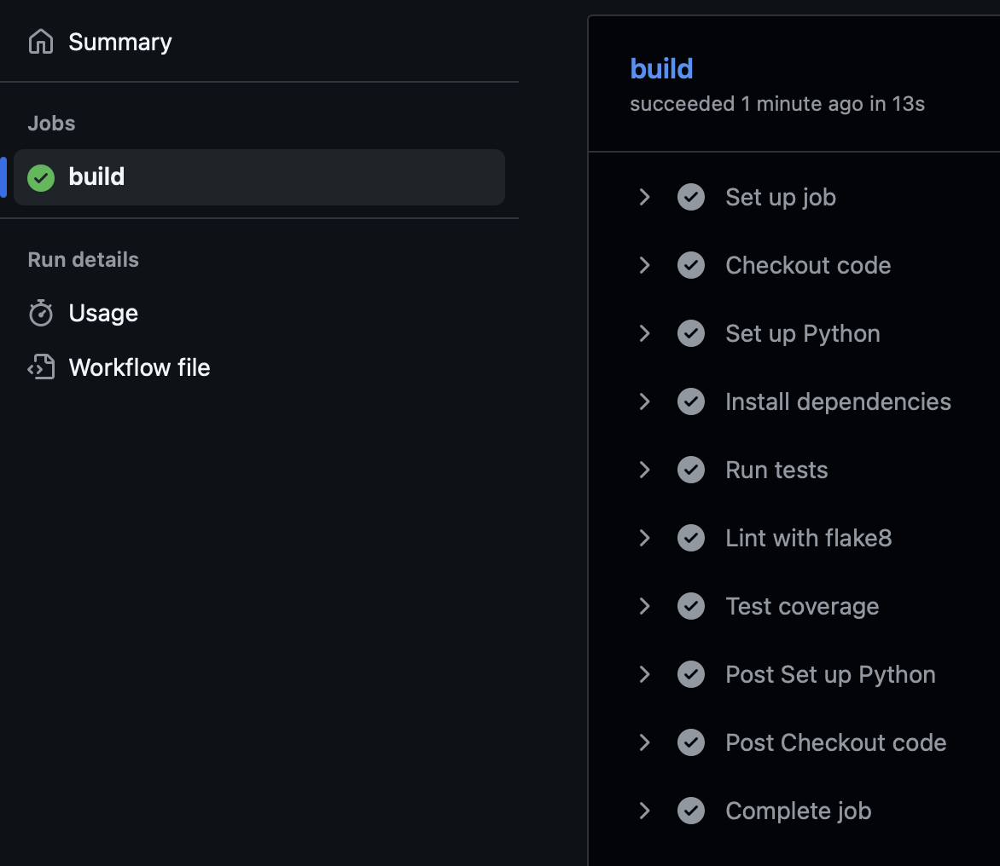 Summary
Jobs
build
Run details
Usage
Workflow file
build
succeeded 1 minute ago in 13s
Set up job
Checkout code
Set up Python
Install dependencies
Run tests
Lint with flake8
Test coverage
Post Set up Python
Post Checkout code
Complete job